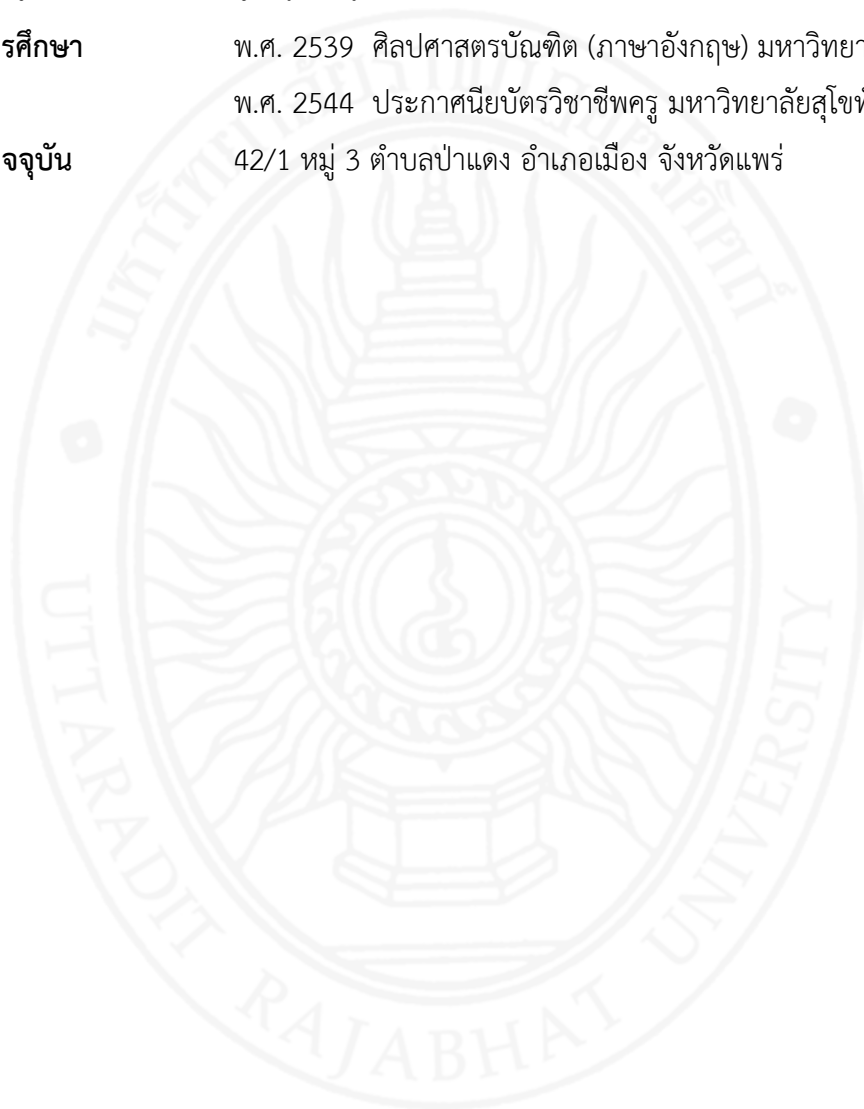 รศึกษา พ.ศ. 2539 ศิลปศาสตรบัณฑิต (ภาษาอังกฤษ) มหาวิทยา
พ.ศ. 2544 ประกาศนียบัตรวิชาชีพครู มหาวิทยาลัยสุโขทั
จจุบัน 42/1 หมู่ 3 ตำบลป่าแดง อำเภอเมือง จังหวัดแพร่
UTTARADIT RAJABHAT UNIVERSITY